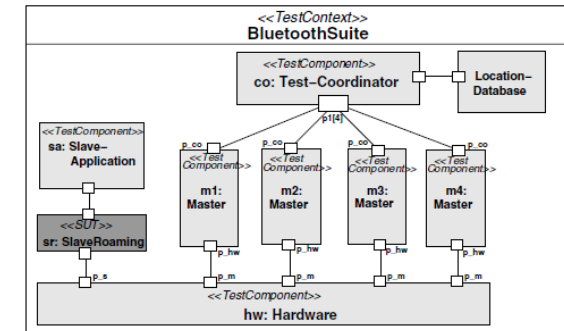 <<TestContext>>
BluetoothSuite
<<TestComponent>>
co: Test-Coordinator
Location-
Database
p1[4]
<<TestComponent>>
sa: Slave-
Application
p_co
p_co
p_co
p_co
<<Test
Component>>
m1:
Master
<<Test
Component>>
m2:
Master
<<Test
Component>>
m3:
Master
<<Test
Component>>
m4:
Master
<<SUT>>
sr: SlaveRoaming
p_hw
p_hw
p_hw
p_hw
p_s
p_m
p_m
p_m
p_m
<<TestComponent>>
hw: Hardware